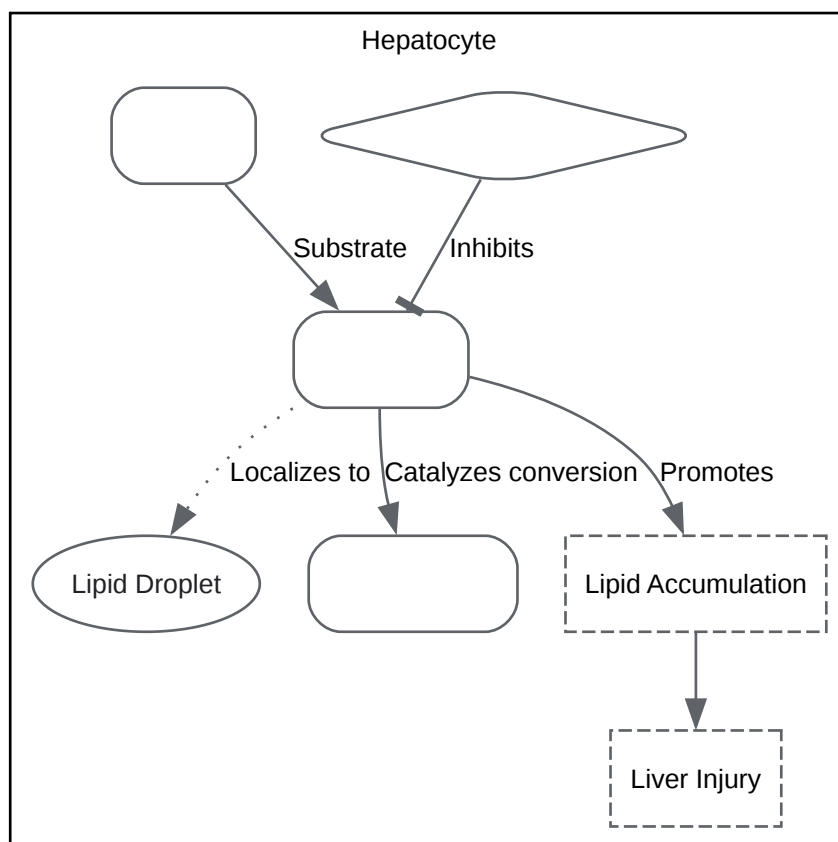 Hepatocyte
Substrate
Inhibits
Localizes to
Catalyzes conversion
Promotes
Lipid Droplet
Lipid Accumulation
Liver Injury